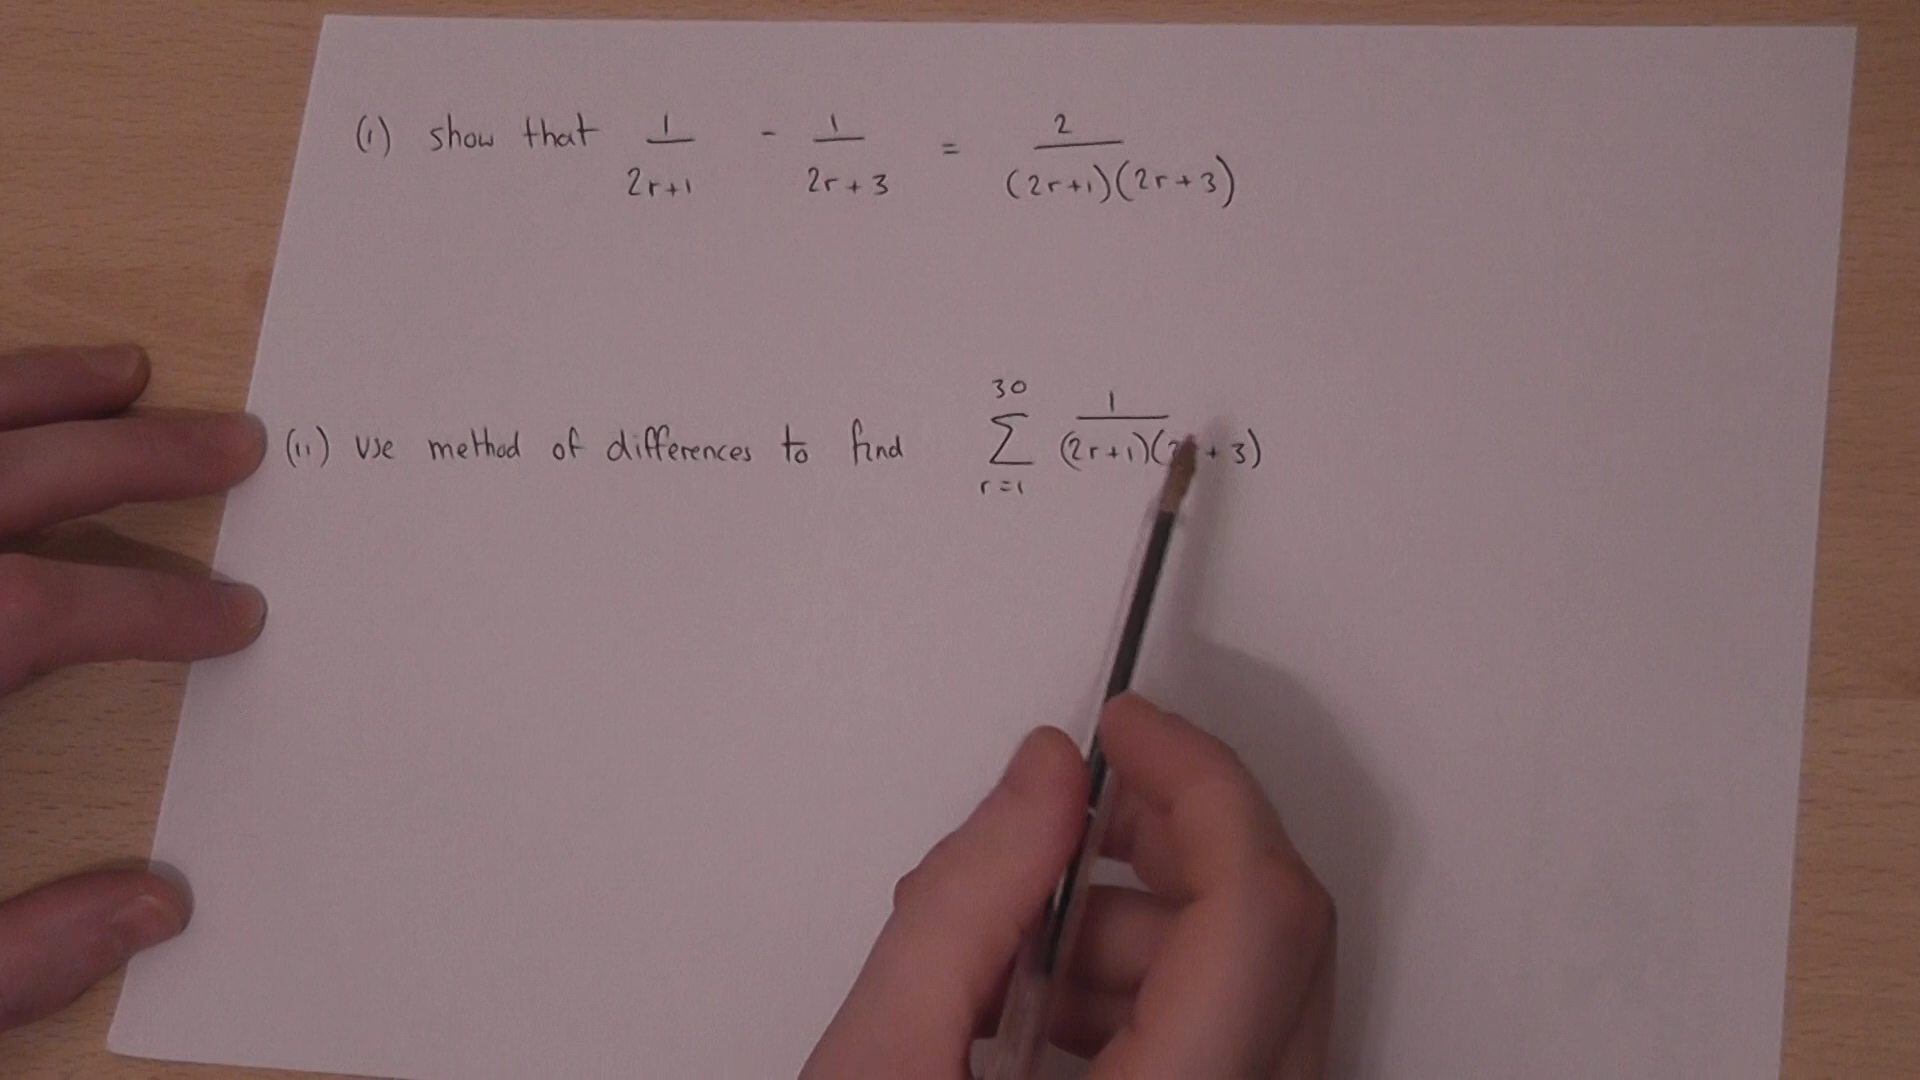 (i) show that 1/(2r+1) - 1/(2r+3) = 2/((2r+1)(2r+3))
(ii) use method of differences to find ∑_{r=1}^{30} 1/((2r+1)(2r+3))